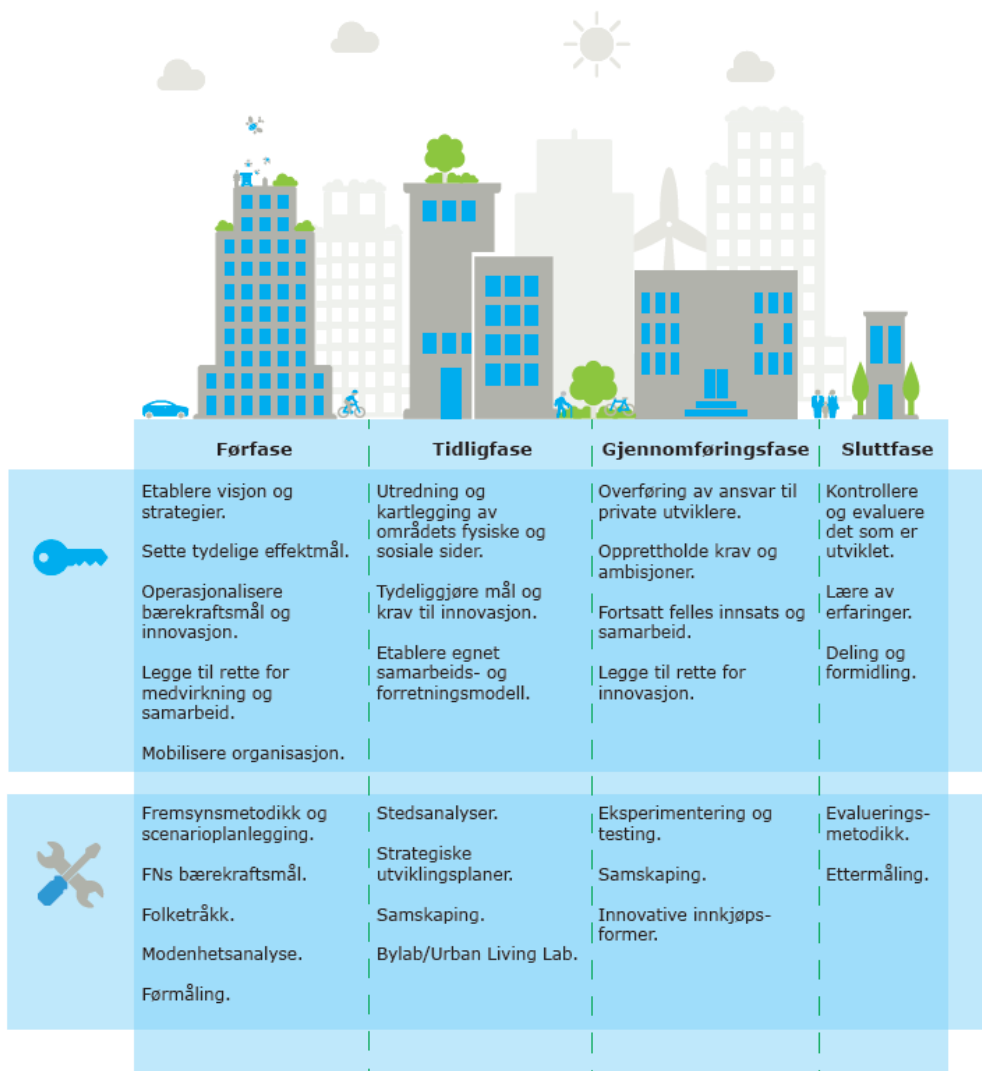 Førfase
Tidligfase
Gjennomføringsfase
Sluttfase
Etablere visjon og
strategier.
Sette tydelige effektmål.
Operasjonalisere
bærekraftsmål og
innovasjon.
Legge til rette for
medvirkning og
samarbeid.
Mobilisere organisasjon.
Utredning og
kartlegging av
områdets fysiske og
sosiale sider.
Tydeliggjøre mål og
krav til innovasjon.
Etablere egnet
samarbeids- og
forretningsmodell.
Overføring av ansvar til
private utviklere.
Opprettholde krav og
ambisjoner.
Fortsatt felles innsats og
samarbeid.
Legge til rette for
innovasjon.
Kontrollere
og evaluere
det som er
utviklet.
Lære av
erfaringer.
Deling og
formidling.
Fremsynsmetodikk og
scenarioplanlegging.
FNs bærekraftsmål.
Folketråkk.
Modenhetsanalyse.
Førmåling.
Stedsanalyser.
Strategiske
utviklingsplaner.
Samskaping.
Bylab/Urban Living Lab.
Eksperimentering og
testing.
Samskaping.
Innovative innkjøps-
former.
Evaluerings-
metodikk.
Ettermåling.